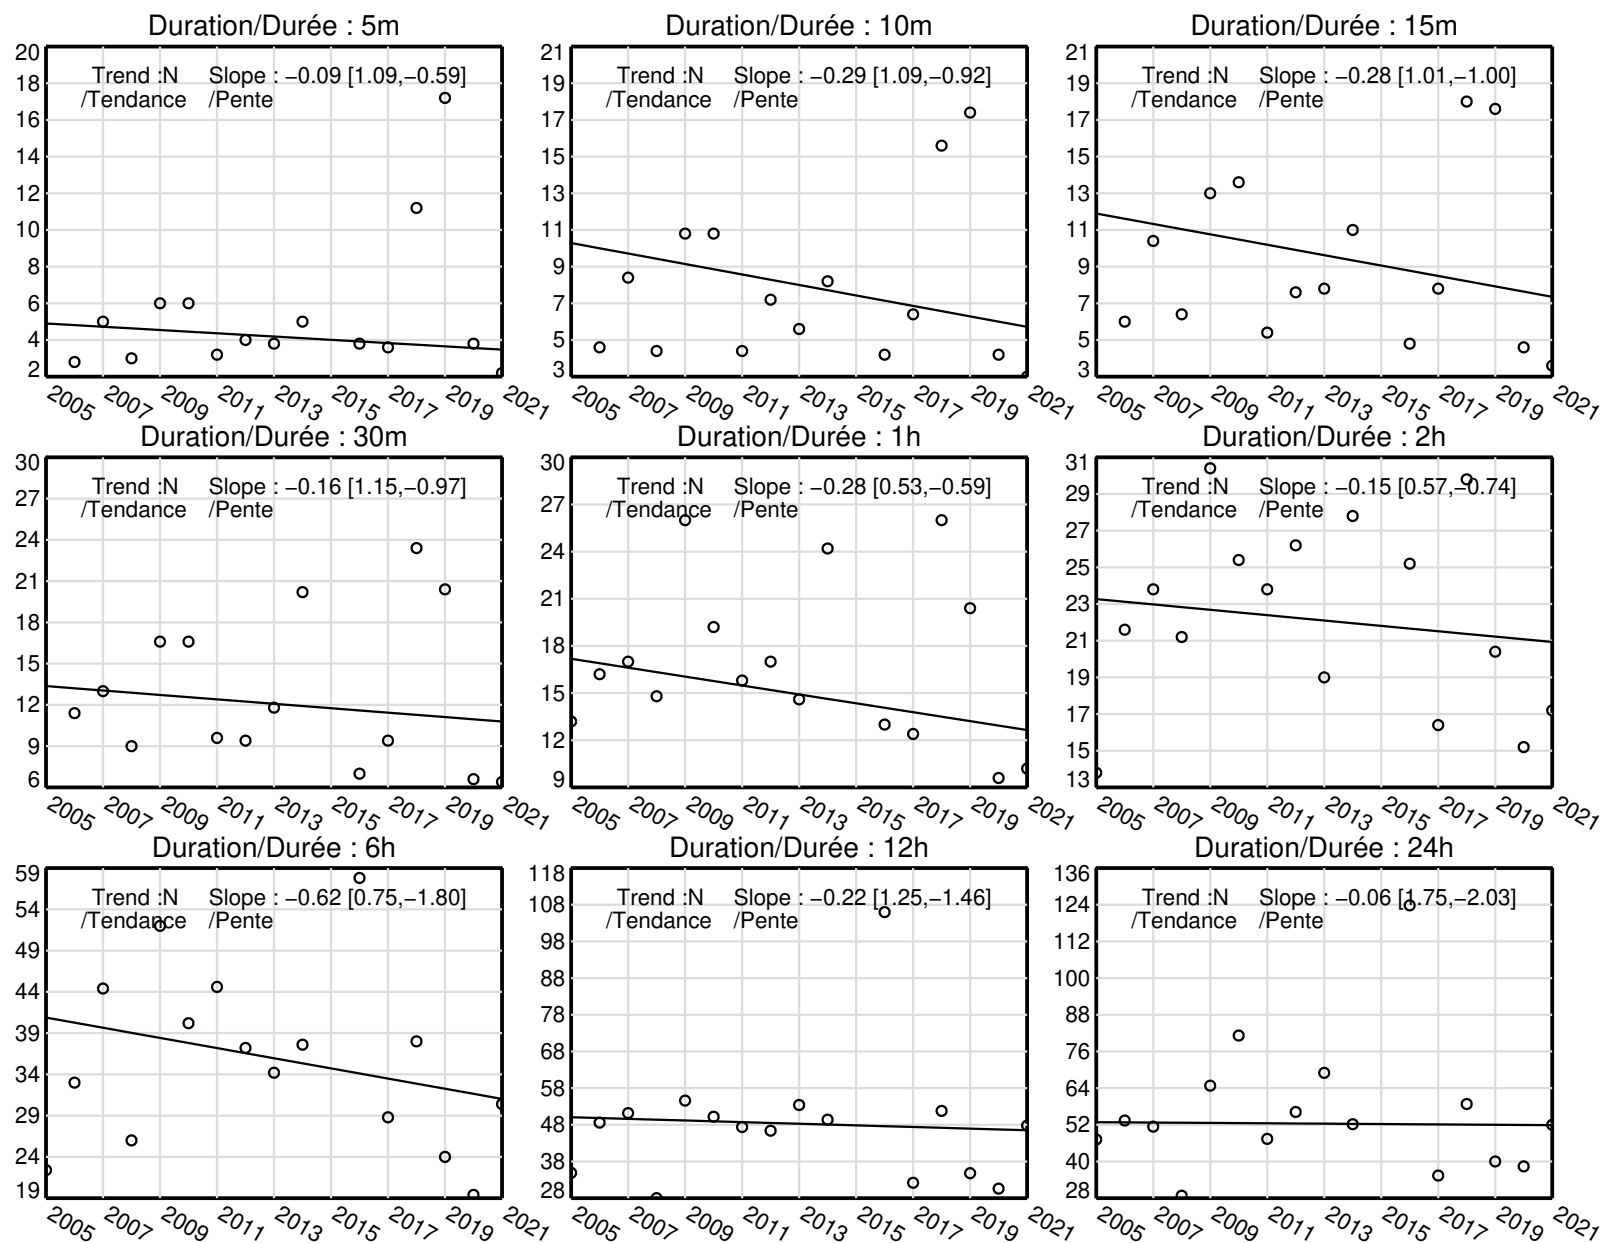 Duration/Durée : 5m
Trend :N Slope : −0.09 [1.09,−0.59]
/Tendance /Pente
20
18
16
14
12
10
8
6
4
2
2005 2007 2009 2011 2013 2015 2017 2019 2021
Duration/Durée : 10m
Trend :N Slope : −0.29 [1.09,−0.92]
/Tendance /Pente
21
19
17
15
13
11
9
7
5
3
2005 2007 2009 2011 2013 2015 2017 2019 2021
Duration/Durée : 15m
Trend :N Slope : −0.28 [1.01,−1.00]
/Tendance /Pente
21
19
17
15
13
11
9
7
5
3
2005 2007 2009 2011 2013 2015 2017 2019 2021
Duration/Durée : 30m
Trend :N Slope : −0.16 [1.15,−0.97]
/Tendance /Pente
30
27
24
21
18
15
12
9
6
2005 2007 2009 2011 2013 2015 2017 2019 2021
Duration/Durée : 1h
Trend :N Slope : −0.28 [0.53,−0.59]
/Tendance /Pente
30
27
24
21
18
15
12
9
2005 2007 2009 2011 2013 2015 2017 2019 2021
Duration/Durée : 2h
Trend :N Slope : −0.15 [0.57,−0.74]
/Tendance /Pente
31
29
27
25
23
21
19
17
15
13
2005 2007 2009 2011 2013 2015 2017 2019 2021
Duration/Durée : 6h
Trend :N Slope : −0.62 [0.75,−1.80]
/Tendance /Pente
59
54
49
44
39
34
29
24
19
2005 2007 2009 2011 2013 2015 2017 2019 2021
Duration/Durée : 12h
Trend :N Slope : −0.22 [1.25,−1.46]
/Tendance /Pente
118
108
98
88
78
68
58
48
38
28
2005 2007 2009 2011 2013 2015 2017 2019 2021
Duration/Durée : 24h
Trend :N Slope : −0.06 [1.75,−2.03]
/Tendance /Pente
136
124
112
100
88
76
64
52
40
28
2005 2007 2009 2011 2013 2015 2017 2019 2021